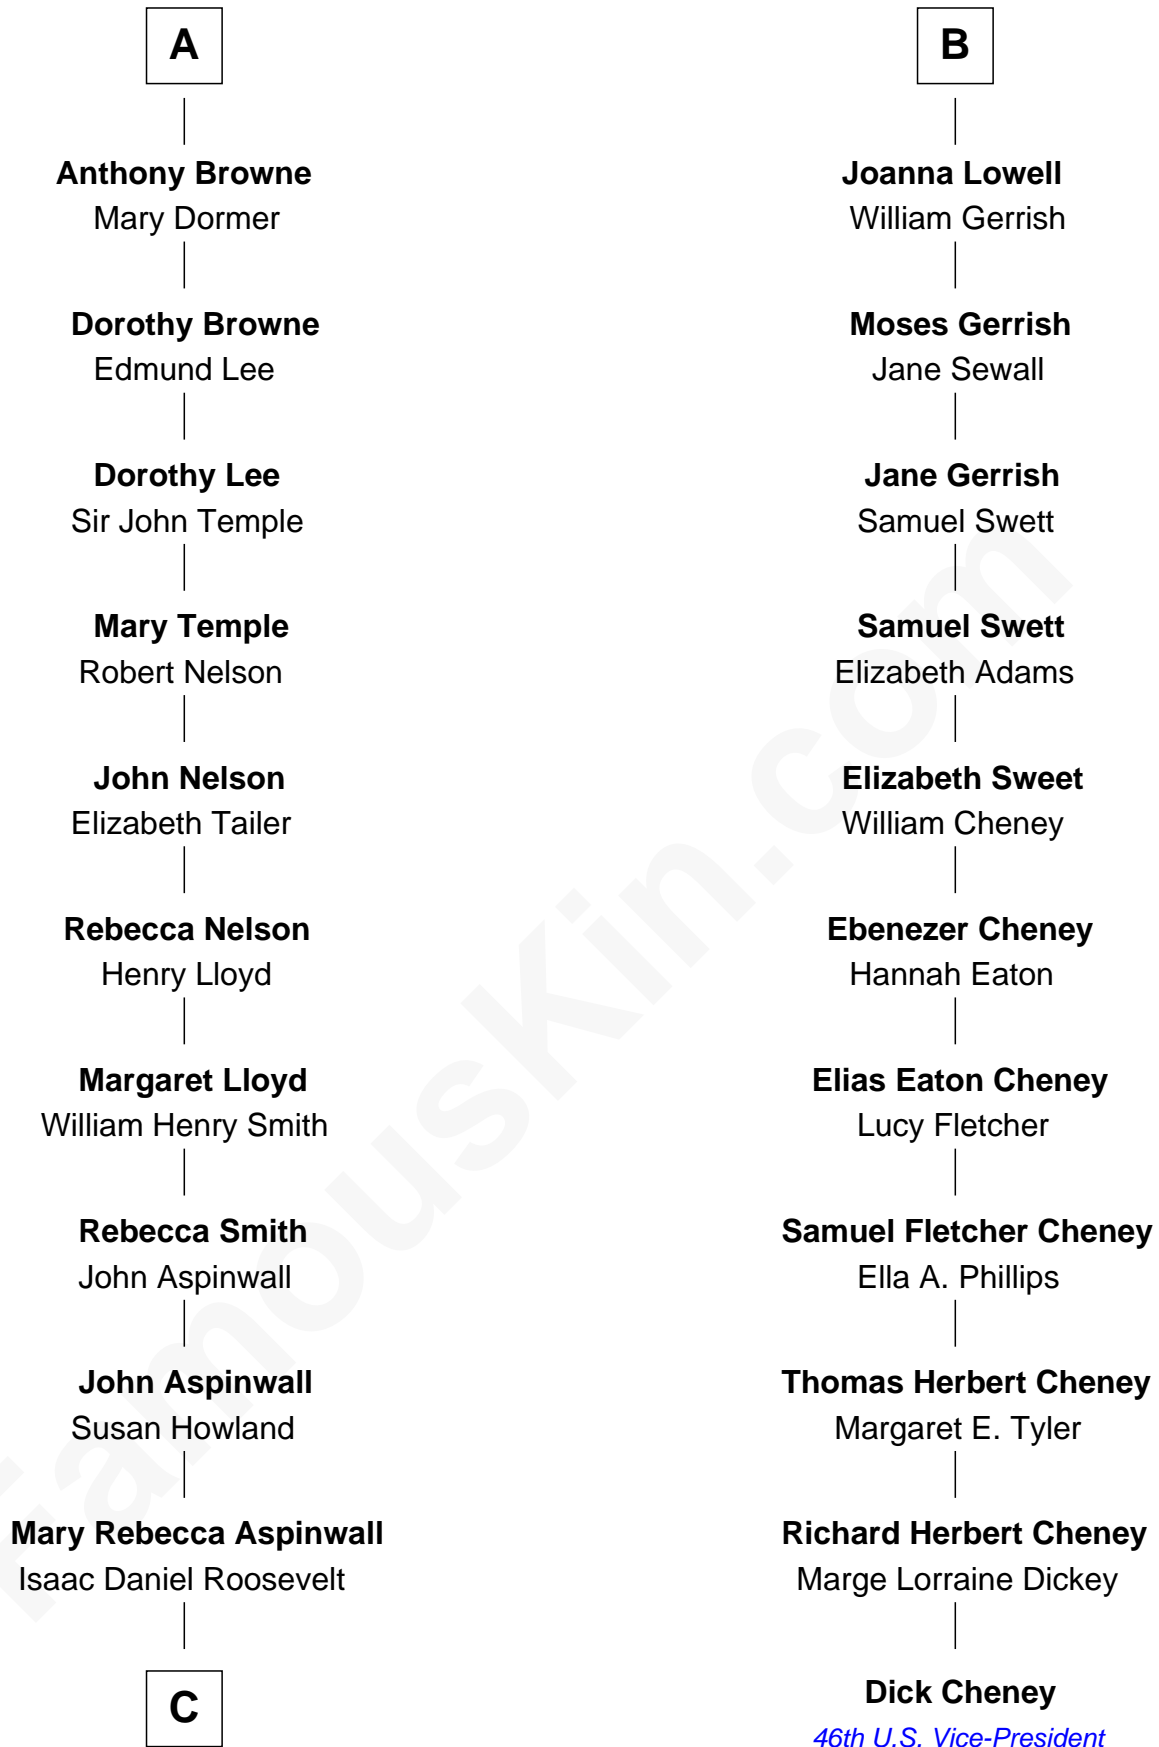 A
Anthony Browne
Mary Dormer
Dorothy Browne
Edmund Lee
Dorothy Lee
Sir John Temple
Mary Temple
Robert Nelson
John Nelson
Elizabeth Tailer
Rebecca Nelson
Henry Lloyd
Margaret Lloyd
William Henry Smith
Rebecca Smith
John Aspinwall
John Aspinwall
Susan Howland
Mary Rebecca Aspinwall
Isaac Daniel Roosevelt
C
B
Joanna Lowell
William Gerrish
Moses Gerrish
Jane Sewall
Jane Gerrish
Samuel Swett
Samuel Swett
Elizabeth Adams
Elizabeth Sweet
William Cheney
Ebenezer Cheney
Hannah Eaton
Elias Eaton Cheney
Lucy Fletcher
Samuel Fletcher Cheney
Ella A. Phillips
Thomas Herbert Cheney
Margaret E. Tyler
Richard Herbert Cheney
Marge Lorraine Dickey
Dick Cheney
46th U.S. Vice-President
FamousKin.com